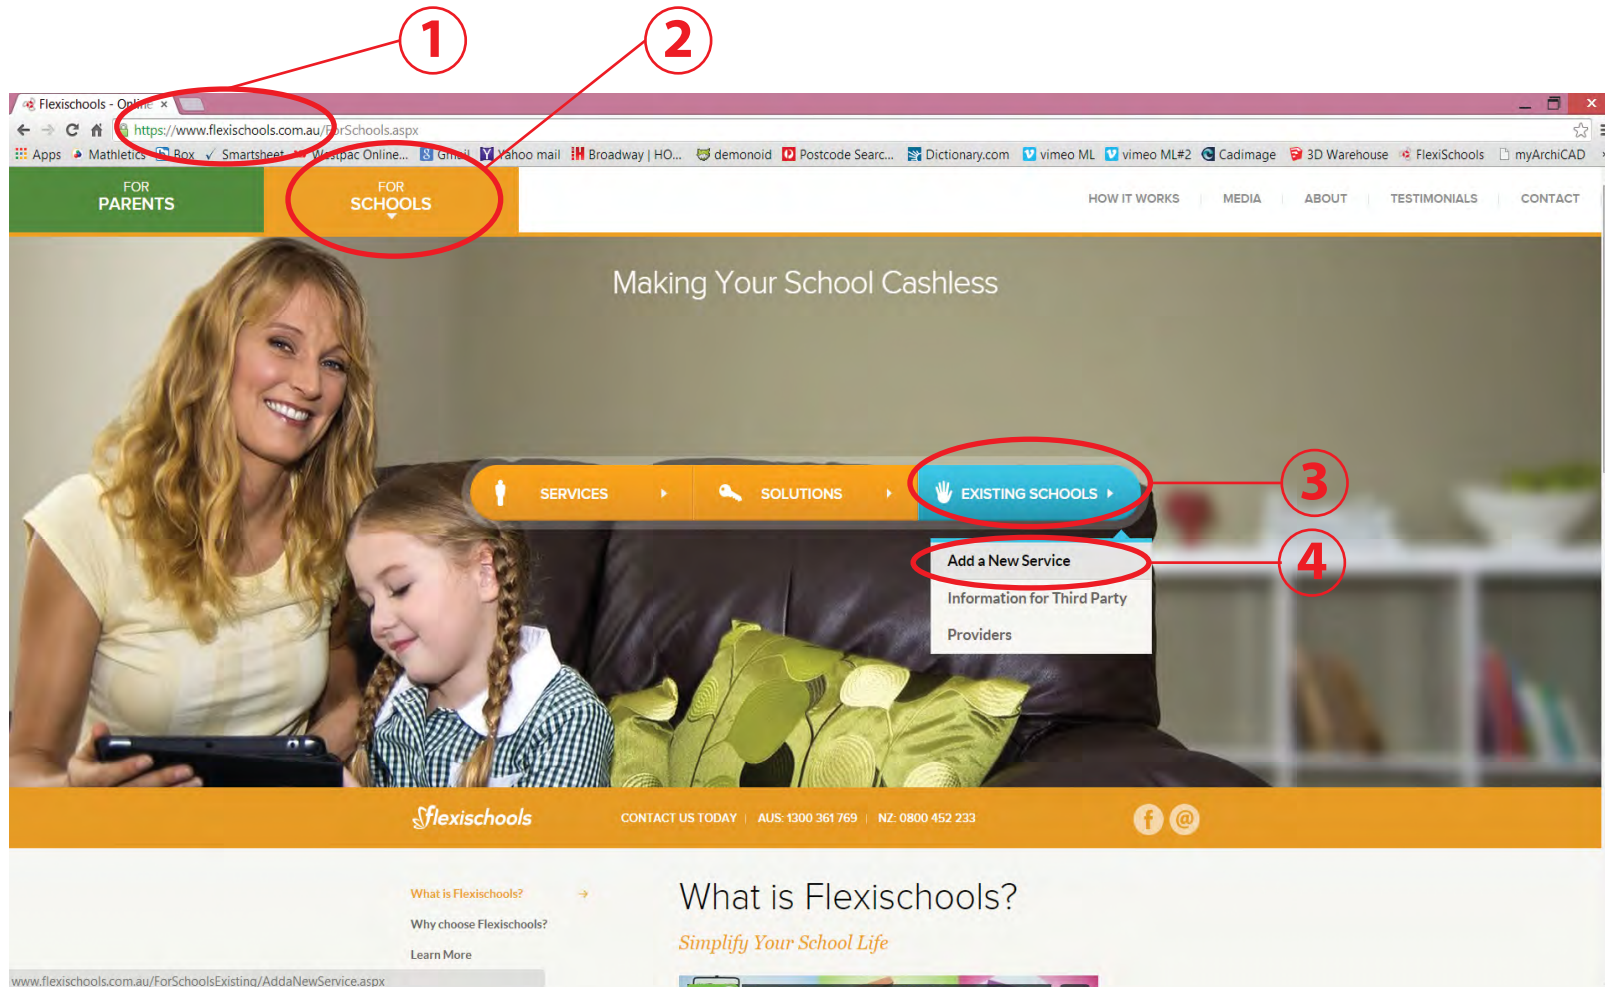 1
2
Flexischools - Online
https://www.flexischools.com.au/ForSchools.aspx
Apps Mathletics Box Smartsheet Westpac Online... Gmail Yahoo mail Broadway | HO... demonoid Postcode Searc... Dictionary.com vimeo ML vimeo ML#2 Cadimage 3D Warehouse FlexiSchools myArchiCAD
FOR
PARENTS
FOR
SCHOOLS
HOW IT WORKS
MEDIA
ABOUT
TESTIMONIALS
CONTACT
Making Your School Cashless
SERVICES
SOLUTIONS
EXISTING SCHOOLS
3
Add a New Service
4
Information for Third Party
Providers
flexischools
CONTACT US TODAY | AUS: 1300 361 769 | NZ: 0800 452 233
f @
What is Flexischools?
Why choose Flexischools?
Learn More
What is Flexischools?
Simplify Your School Life
www.flexischools.com.au/ForSchoolsExisting/AddaNewService.aspx